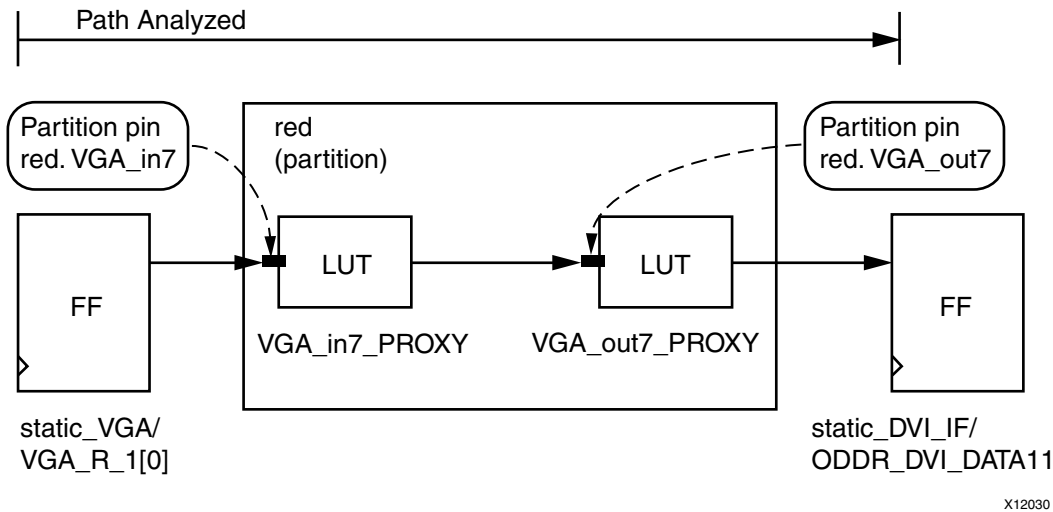 Path Analyzed
Partition pin
red. VGA_in7
red
(partition)
Partition pin
red. VGA_out7
FF
LUT
LUT
FF
VGA_in7_PROXY
VGA_out7_PROXY
static_VGA/
VGA_R_1[0]
static_DVI_IF/
ODDR_DVI_DATA11
X12030